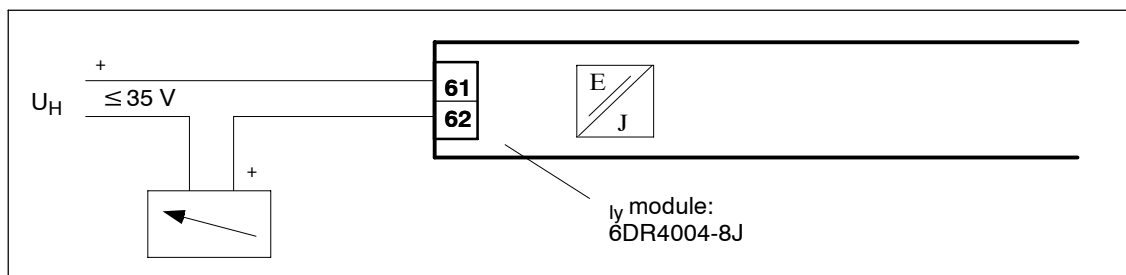 +
61
E
U_H
≤ 35 V
62
J
+
I_y module:
6DR4004-8J